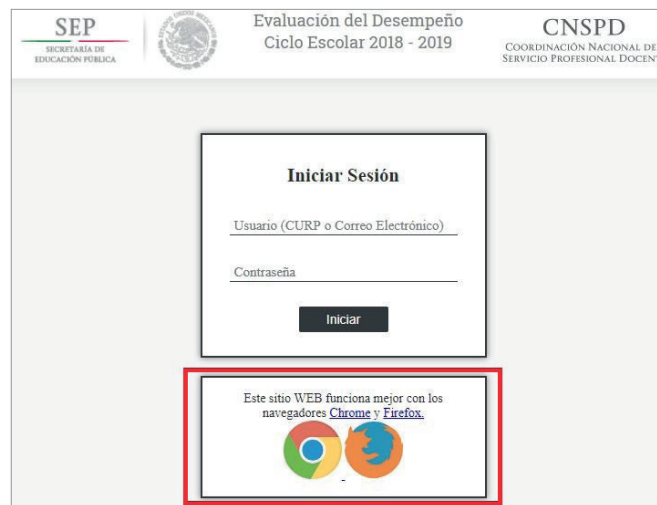 SEP
SECRETARÍA DE
EDUCACIÓN PÚBLICA
Evaluación del Desempeño
Ciclo Escolar 2018 - 2019
CNSPD
COORDINACIÓN NACIONAL DE
SERVICIO PROFESIONAL DOCEN
Iniciar Sesión
Usuario (CURP o Correo Electrónico)
Contraseña
Iniciar
Este sitio WEB funciona mejor con los
navegadores Chrome y Firefox.